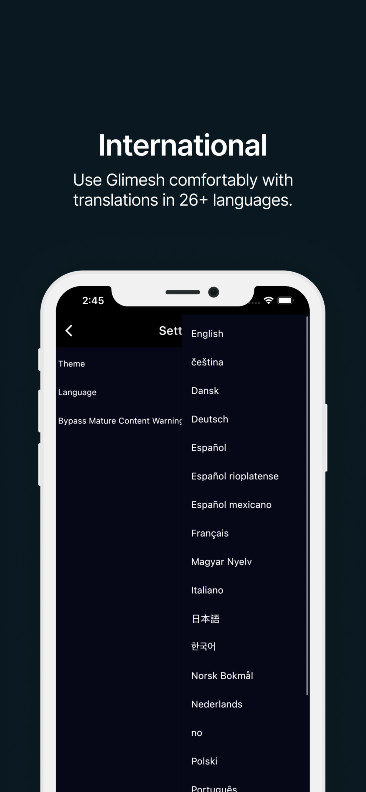 International
Use Glimesh comfortably with
translations in 26+ languages.
2:45
Sett
Theme
Language
Bypass Mature Content Warning
English
čeština
Dansk
Deutsch
Español
Español rioplatense
Español mexicano
Français
Magyar Nyelv
Italiano
日本語
한국어
Norsk Bokmål
Nederlands
no
Polski
Português